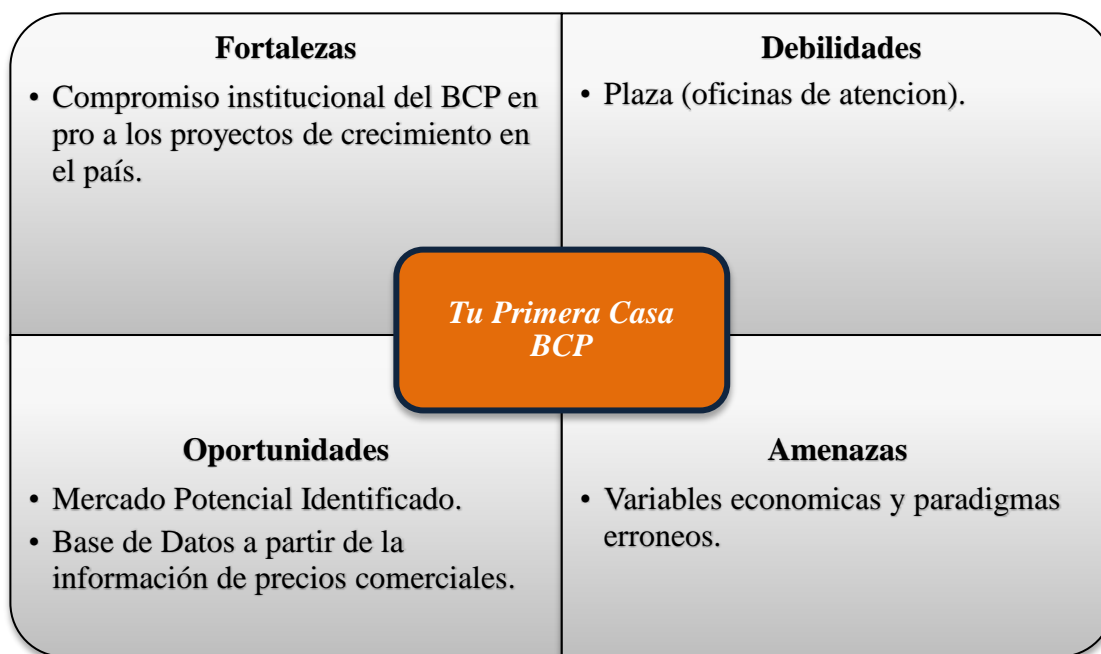 Fortalezas
• Compromiso institucional del BCP en
pro a los proyectos de crecimiento en
el país.
Debilidades
• Plaza (oficinas de atencion).
Tu Primera Casa
BCP
Oportunidades
• Mercado Potencial Identificado.
• Base de Datos a partir de la
información de precios comerciales.
Amenazas
• Variables economicas y paradigmas
erroneos.